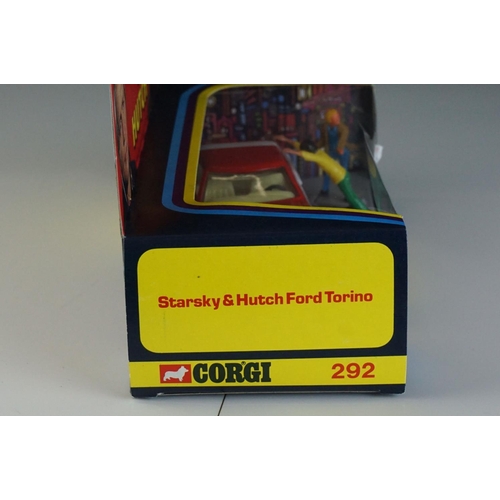 Starsky & Hutch Ford Torino
CORGI 292